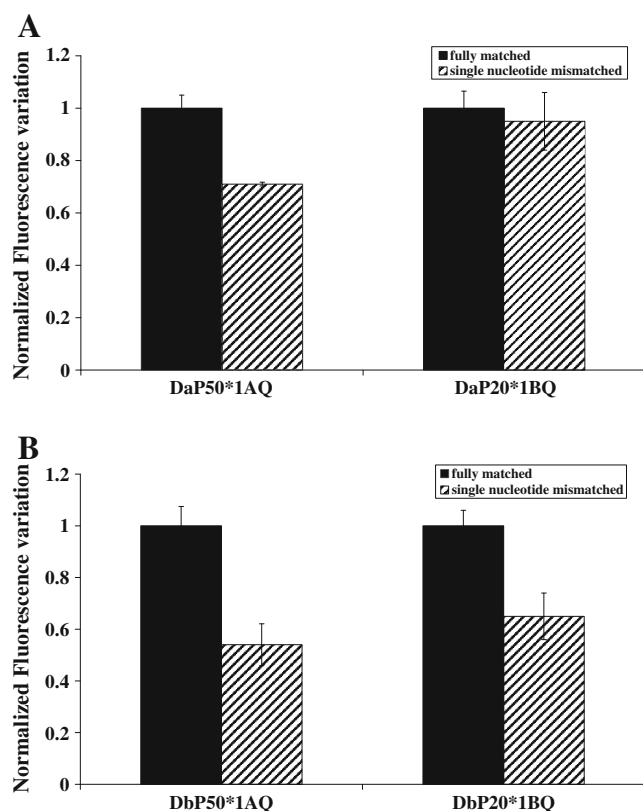 A
Normalized Fluorescence variation
1.2
1
0.8
0.6
0.4
0.2
0
fully matched
single nucleotide mismatched
DaP50*1AQ
DaP20*1BQ
B
Normalized Fluorescence variation
1.2
1
0.8
0.6
0.4
0.2
0
fully matched
single nucleotide mismatched
DbP50*1AQ
DbP20*1BQ